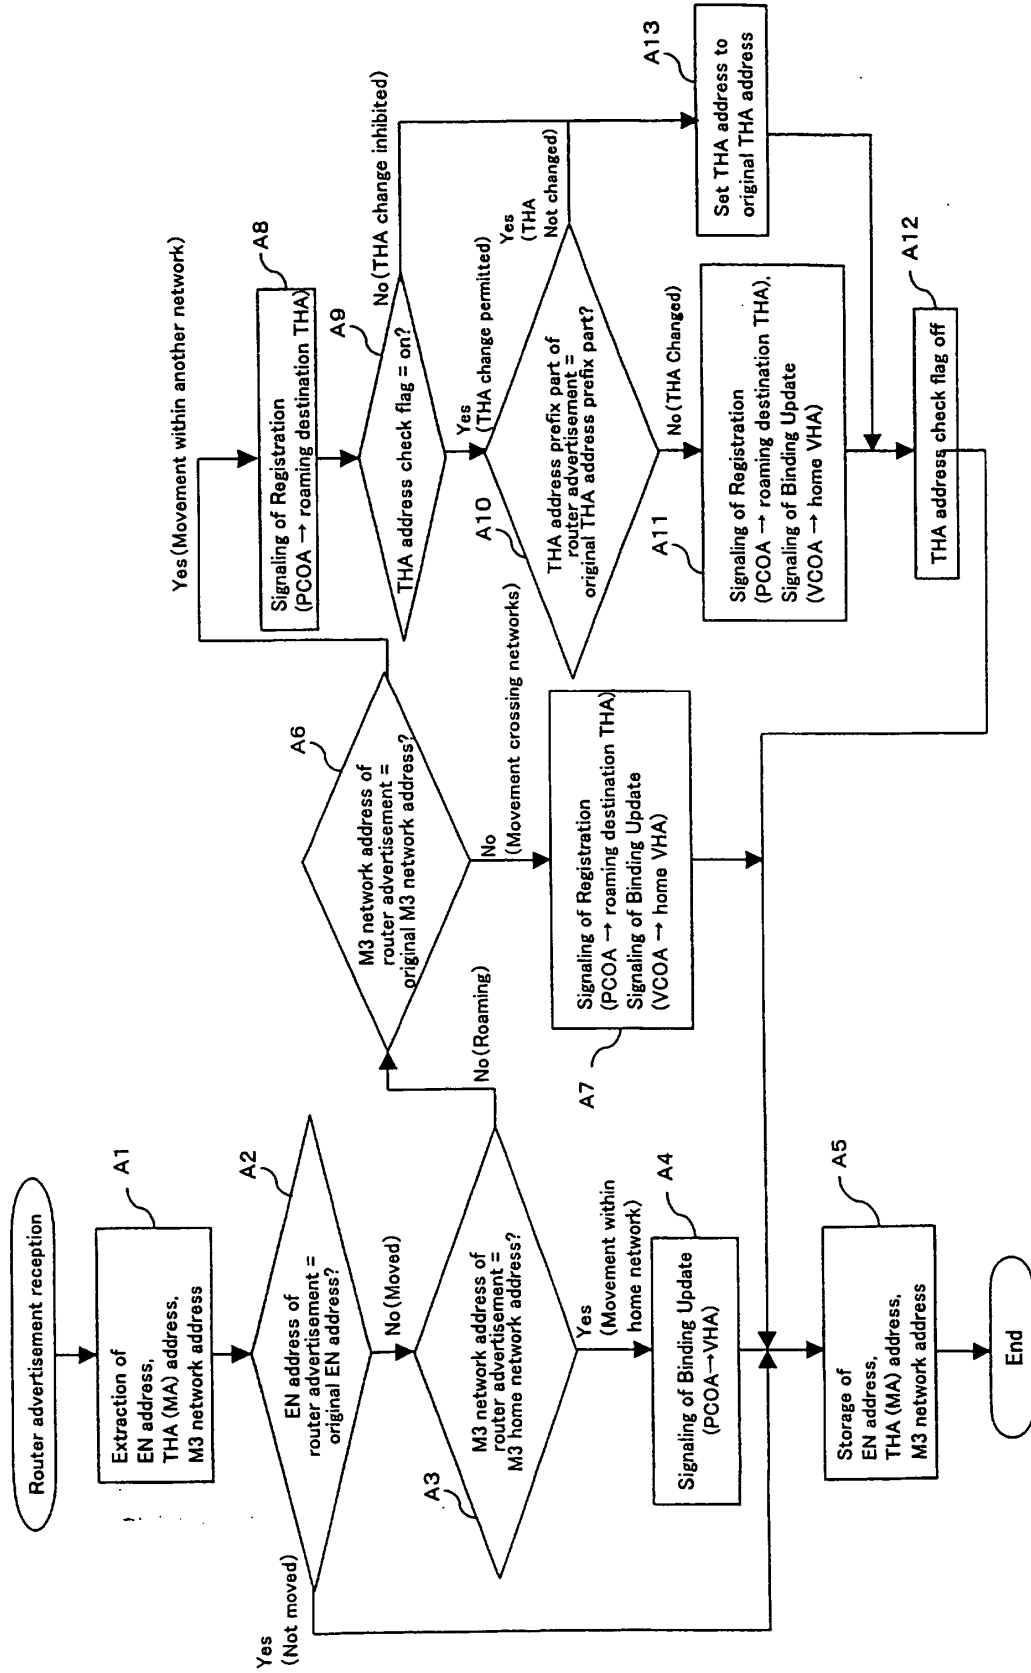 Router advertisement reception
A1
Extraction of
EN address,
THA (MA) address,
M3 network address
A2
EN address of
router advertisement =
original EN address?
Yes
(Not moved)
No (Moved)
A3
M3 network address of
router advertisement =
M3 home network address?
No (Roaming)
Yes
(Movement within
home network)
A4
Signaling of Binding Update
(PCOA→VHA)
A5
Storage of
EN address,
THA (MA) address,
M3 network address
End
A6
M3 network address of
router advertisement =
original M3 network address?
Yes (Movement within another network)
No
(Movement crossing networks)
A7
Signaling of Registration
(PCOA → roaming destination THA)
Signaling of Binding Update
(VCOA → home VHA)
A8
Signaling of Registration
(PCOA → roaming destination THA)
A9
THA address check flag = on?
No (THA change inhibited)
Yes
(THA change permitted)
A10
THA address prefix part of
router advertisement =
original THA address prefix part?
Yes
(THA
Not changed)
No (THA Changed)
A11
Signaling of Registration
(PCOA → roaming destination THA),
Signaling of Binding Update
(VCOA → home VHA)
A12
THA address check flag off
A13
Set THA address to
original THA address